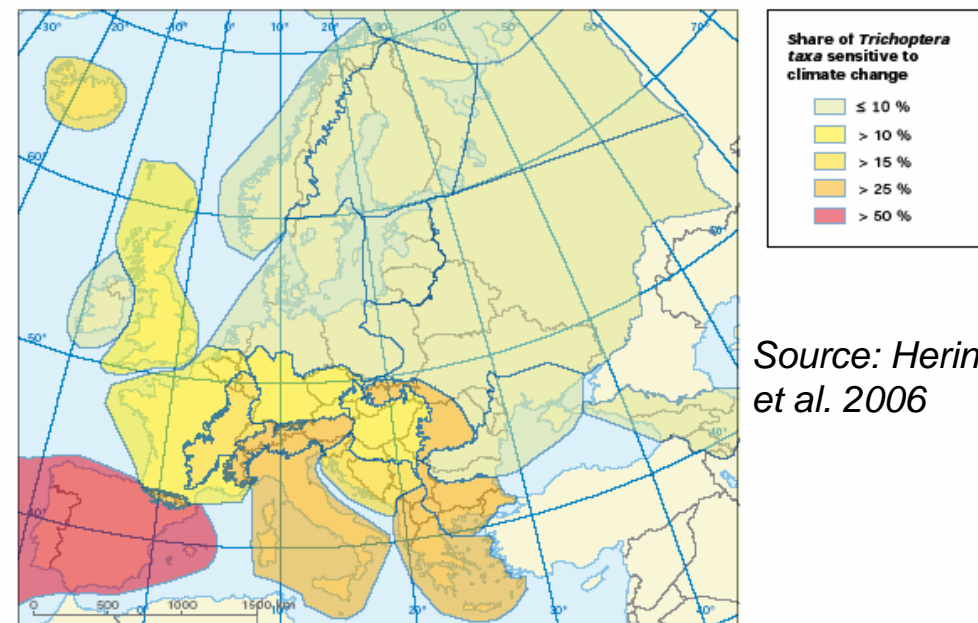 -30° -20° -10° 0° 10° 20° 30° 40° 50° 60° 70°
Share of Trichoptera
taxa sensitive to
climate change
≤ 10 %
> 10 %
> 15 %
> 25 %
> 50 %
60°
50°
50°
Source: Herin
et al. 2006
40°
40°
0 500 1000 1500 km
10° 20° 30° 40°